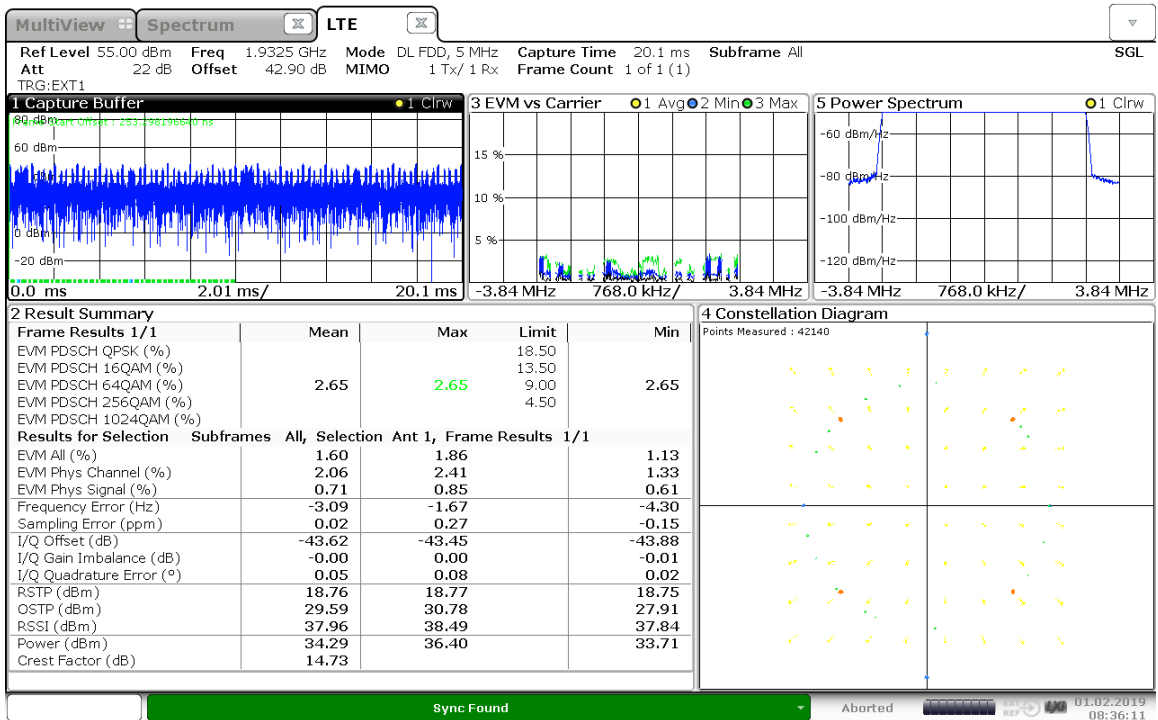 MultiView Spectrum LTE
Ref Level 55.00 dBm Freq 1.9325 GHz Mode DL FDD, 5 MHz Capture Time 20.1 ms Subframe All SGL
Att 22 dB Offset 42.90 dB MIMO 1 Tx/ 1 Rx Frame Count 1 of 1 (1)
TRG:EXT1
1 Capture Buffer 1 Clrw
80 dBm
Frame Start Offset : 253.298196640 ns
60 dBm
0 dBm
-20 dBm
0.0 ms 2.01 ms/ 20.1 ms
3 EVM vs Carrier 1 Avg 2 Min 3 Max
15 %
10 %
5 %
-3.84 MHz 768.0 kHz/ 3.84 MHz
5 Power Spectrum 1 Clrw
-60 dBm/Hz
-80 dBm/Hz
-100 dBm/Hz
-120 dBm/Hz
-3.84 MHz 768.0 kHz/ 3.84 MHz
2 Result Summary
Frame Results 1/1 Mean Max Limit Min
EVM PDSCH QPSK (%) 18.50
EVM PDSCH 16QAM (%) 13.50
EVM PDSCH 64QAM (%) 2.65 2.65 9.00 2.65
EVM PDSCH 256QAM (%) 4.50
EVM PDSCH 1024QAM (%)
Results for Selection Subframes All, Selection Ant 1, Frame Results 1/1
EVM All (%) 1.60 1.86 1.13
EVM Phys Channel (%) 2.06 2.41 1.33
EVM Phys Signal (%) 0.71 0.85 0.61
Frequency Error (Hz) -3.09 -1.67 -4.30
Sampling Error (ppm) 0.02 0.27 -0.15
I/Q Offset (dB) -43.62 -43.45 -43.88
I/Q Gain Imbalance (dB) -0.00 0.00 -0.01
I/Q Quadrature Error (°) 0.05 0.08 0.02
RSTP (dBm) 18.76 18.77 18.75
OSTP (dBm) 29.59 30.78 27.91
RSSI (dBm) 37.96 38.49 37.84
Power (dBm) 34.29 36.40 33.71
Crest Factor (dB) 14.73
4 Constellation Diagram
Points Measured : 42140
Sync Found
Aborted
EXT REF
LXI
01.02.2019
08:36:11